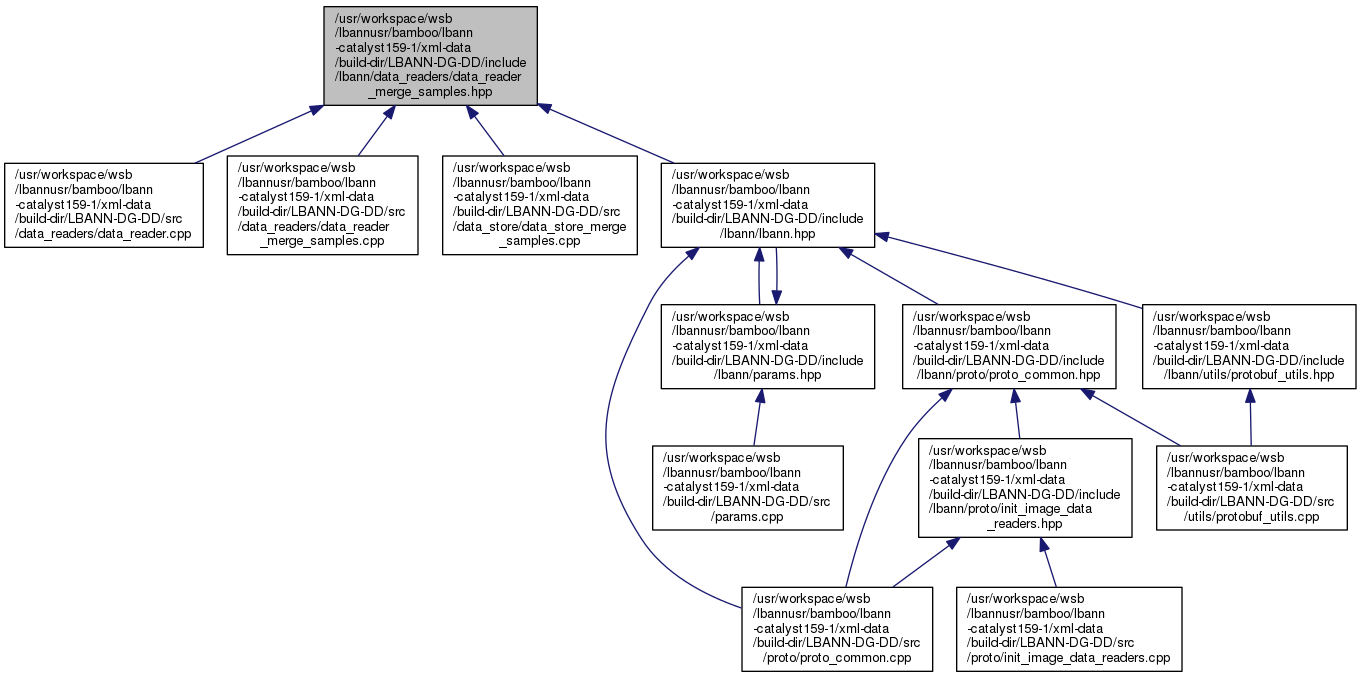 /usr/workspace/wsb
/lbannusr/bamboo/lbann
-catalyst159-1/xml-data
/build-dir/LBANN-DG-DD/include
/lbann/data_readers/data_reader
_merge_samples.hpp
/usr/workspace/wsb
/lbannusr/bamboo/lbann
-catalyst159-1/xml-data
/build-dir/LBANN-DG-DD/src
/data_readers/data_reader.cpp
/usr/workspace/wsb
/lbannusr/bamboo/lbann
-catalyst159-1/xml-data
/build-dir/LBANN-DG-DD/src
/data_readers/data_reader
_merge_samples.cpp
/usr/workspace/wsb
/lbannusr/bamboo/lbann
-catalyst159-1/xml-data
/build-dir/LBANN-DG-DD/src
/data_store/data_store_merge
_samples.cpp
/usr/workspace/wsb
/lbannusr/bamboo/lbann
-catalyst159-1/xml-data
/build-dir/LBANN-DG-DD/include
/lbann/lbann.hpp
/usr/workspace/wsb
/lbannusr/bamboo/lbann
-catalyst159-1/xml-data
/build-dir/LBANN-DG-DD/include
/lbann/params.hpp
/usr/workspace/wsb
/lbannusr/bamboo/lbann
-catalyst159-1/xml-data
/build-dir/LBANN-DG-DD/include
/lbann/proto/proto_common.hpp
/usr/workspace/wsb
/lbannusr/bamboo/lbann
-catalyst159-1/xml-data
/build-dir/LBANN-DG-DD/include
/lbann/utils/protobuf_utils.hpp
/usr/workspace/wsb
/lbannusr/bamboo/lbann
-catalyst159-1/xml-data
/build-dir/LBANN-DG-DD/src
/params.cpp
/usr/workspace/wsb
/lbannusr/bamboo/lbann
-catalyst159-1/xml-data
/build-dir/LBANN-DG-DD/include
/lbann/proto/init_image_data
_readers.hpp
/usr/workspace/wsb
/lbannusr/bamboo/lbann
-catalyst159-1/xml-data
/build-dir/LBANN-DG-DD/src
/utils/protobuf_utils.cpp
/usr/workspace/wsb
/lbannusr/bamboo/lbann
-catalyst159-1/xml-data
/build-dir/LBANN-DG-DD/src
/proto/proto_common.cpp
/usr/workspace/wsb
/lbannusr/bamboo/lbann
-catalyst159-1/xml-data
/build-dir/LBANN-DG-DD/src
/proto/init_image_data_readers.cpp